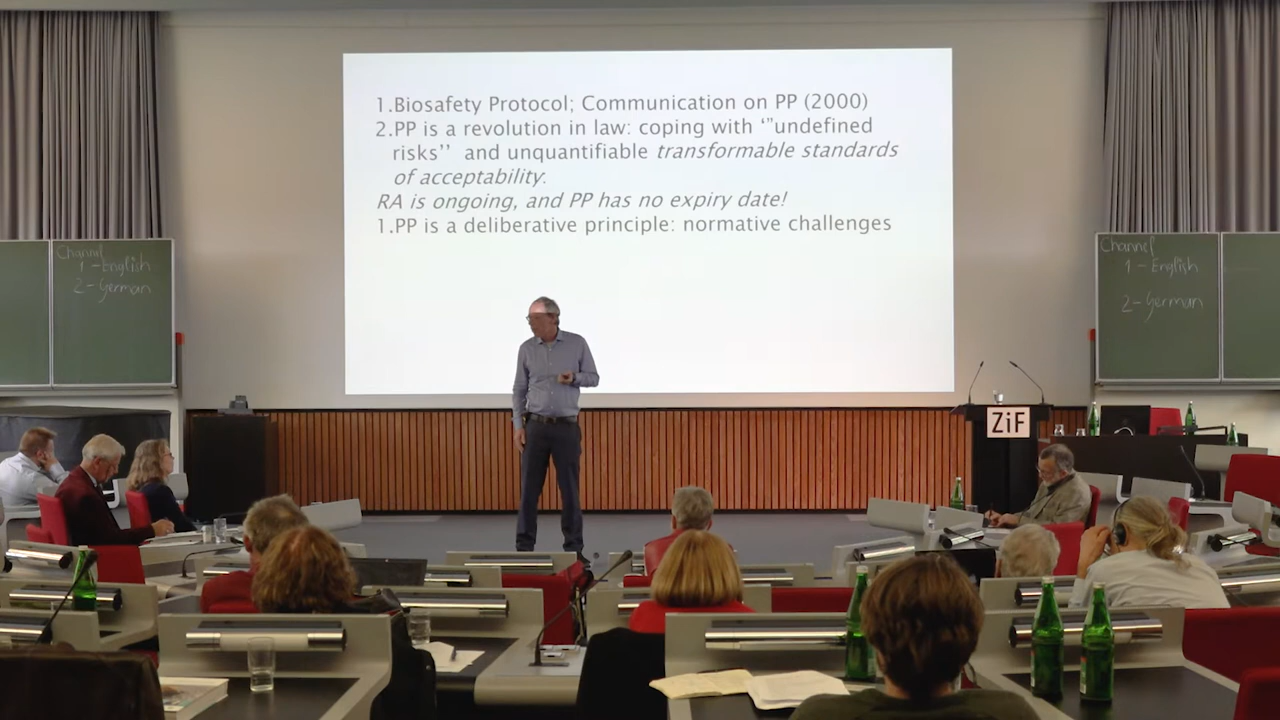 1.Biosafety Protocol; Communication on PP (2000)
2.PP is a revolution in law: coping with ‘”undefined
risks’’ and unquantifiable transformable standards
of acceptability.
RA is ongoing, and PP has no expiry date!
1.PP is a deliberative principle: normative challenges
Channel
1 - English
2 - German
Channel
1 - English
2 - German
ZiF